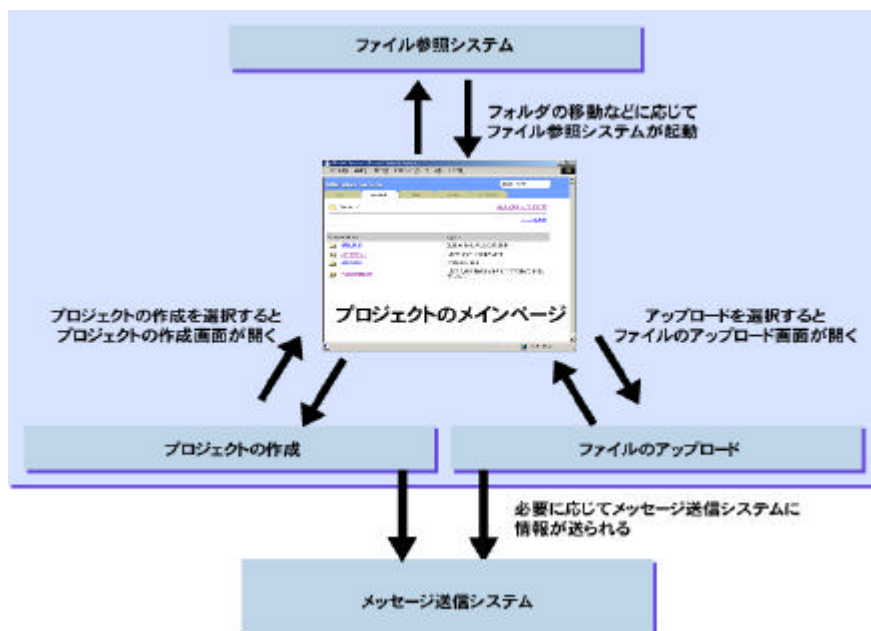 ファイル参照システム
フォルダの移動などに応じて
ファイル参照システムが起動
プロジェクトのメインページ
プロジェクトの作成を選択すると
プロジェクトの作成画面が開く
アップロードを選択すると
ファイルのアップロード画面が開く
プロジェクトの作成
ファイルのアップロード
必要に応じてメッセージ送信システムに
情報が送られる
メッセージ送信システム